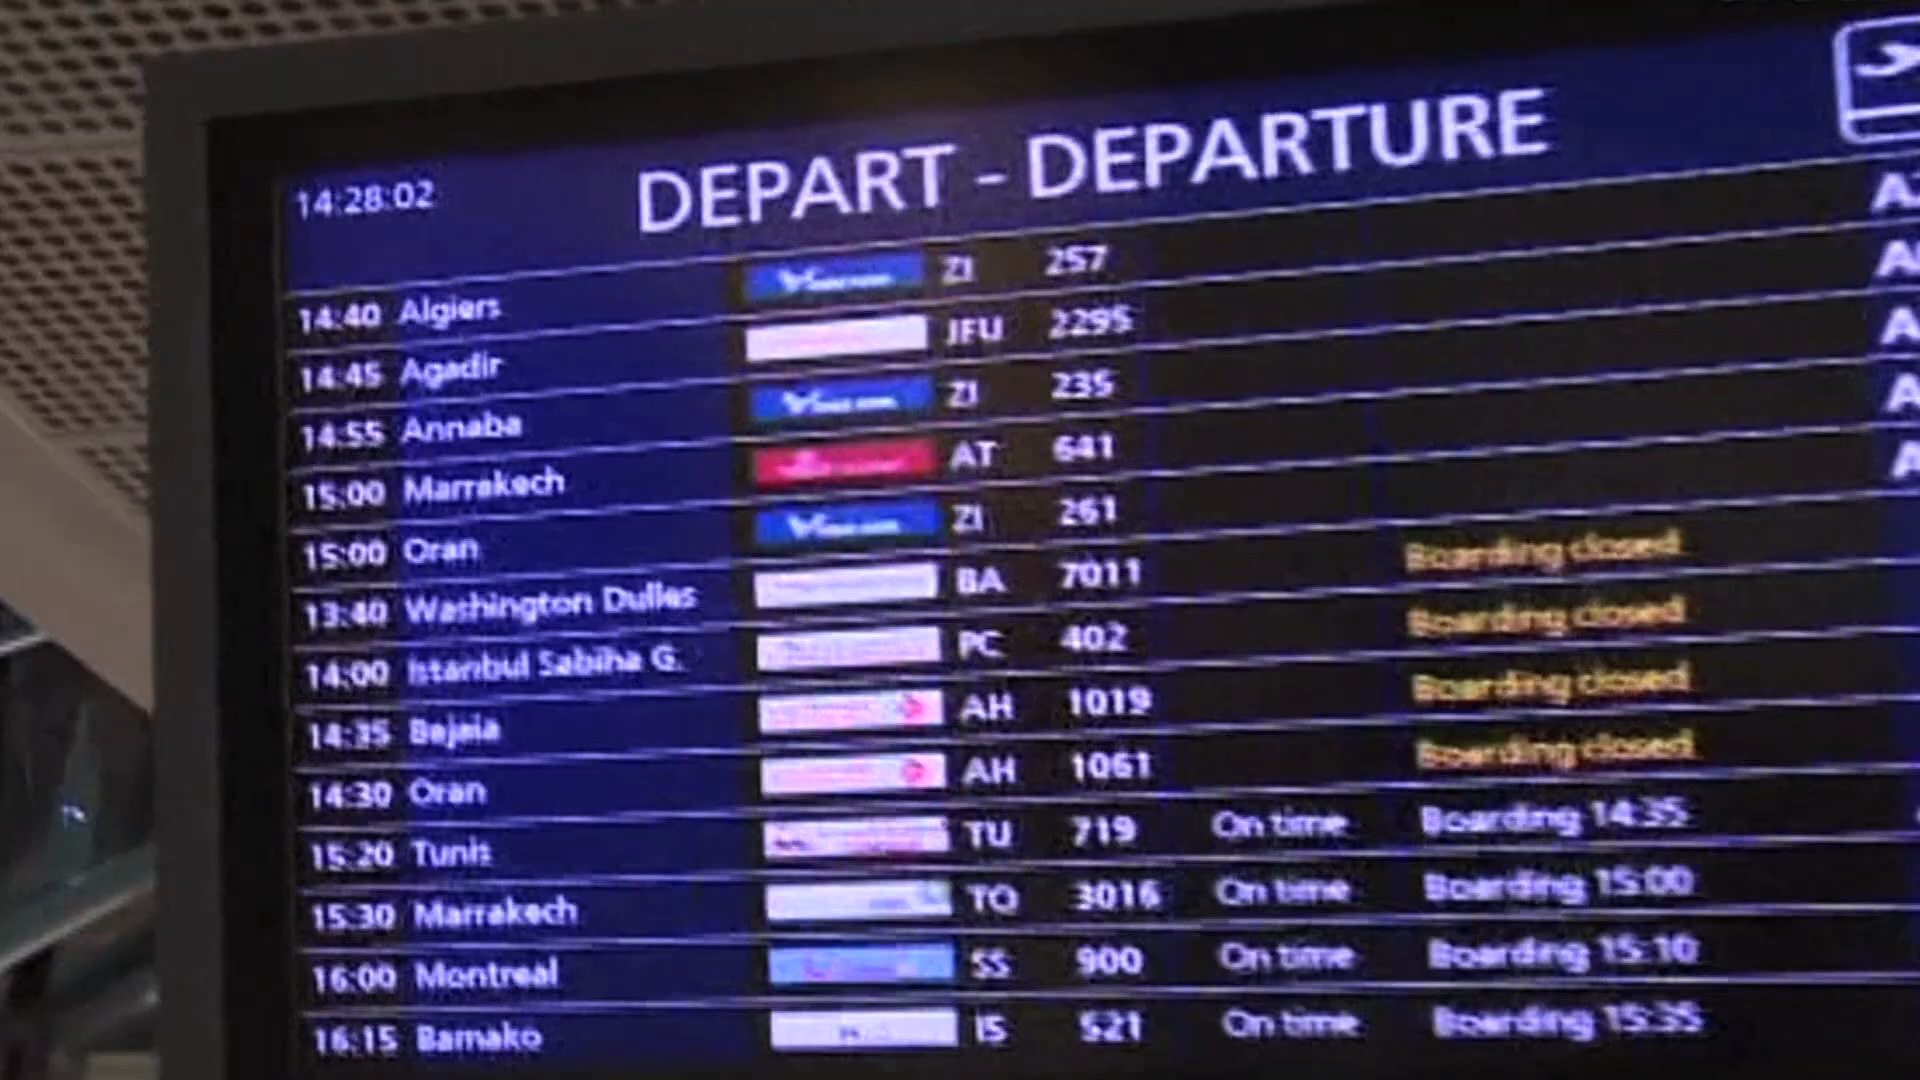 14:28:02 DEPART - DEPARTURE
14:40 Algiers ZI 257
14:45 Agadir JFU 2295
14:55 Annaba ZI 235
15:00 Marrakech AT 641
15:00 Oran ZI 261
13:40 Washington Dulles BA 7011 Boarding closed
14:00 Istanbul Sabiha G. PC 402 Boarding closed
14:35 Bejaia AH 1019 Boarding closed
14:30 Oran AH 1061 Boarding closed
15:20 Tunis TU 719 On time Boarding 14:35
15:30 Marrakech TO 3016 On time Boarding 15:00
16:00 Montreal SS 900 On time Boarding 15:10
16:15 Bamako IS 521 On time Boarding 15:35